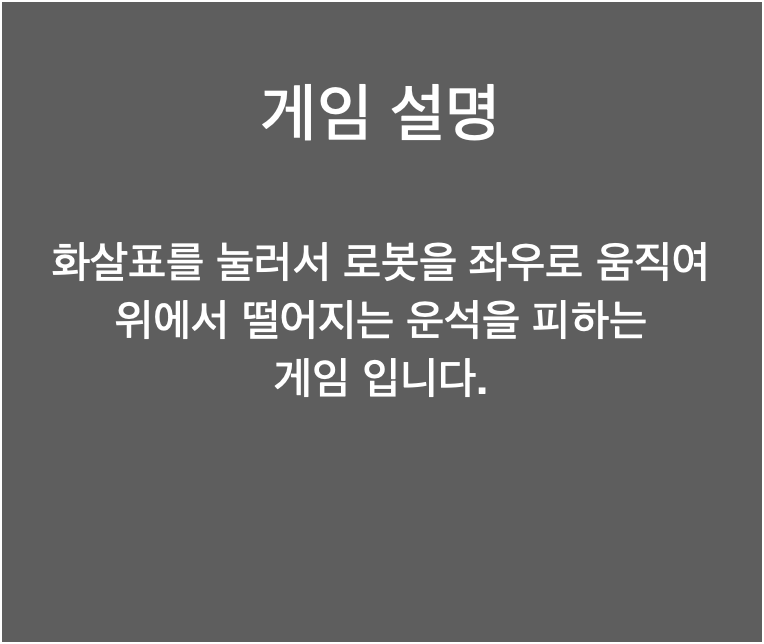 게임 설명
화살표를 눌러서 로봇을 좌우로 움직여
위에서 떨어지는 운석을 피하는
게임 입니다.